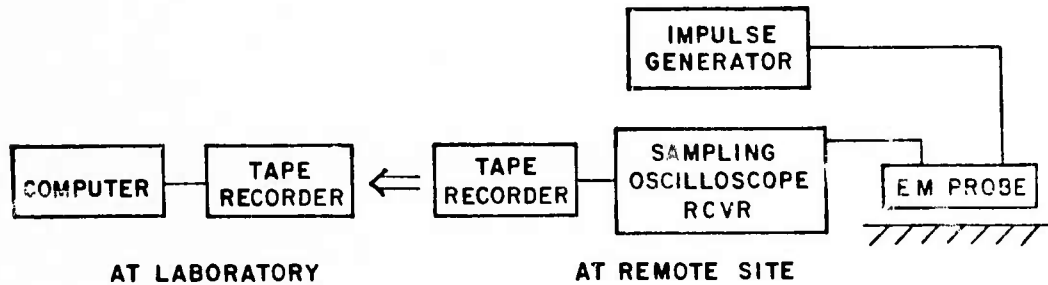 IMPULSE
GENERATOR
COMPUTER
TAPE
RECORDER
TAPE
RECORDER
SAMPLING
OSCILLOSCOPE
RCVR
EM PROBE
AT LABORATORY
AT REMOTE SITE